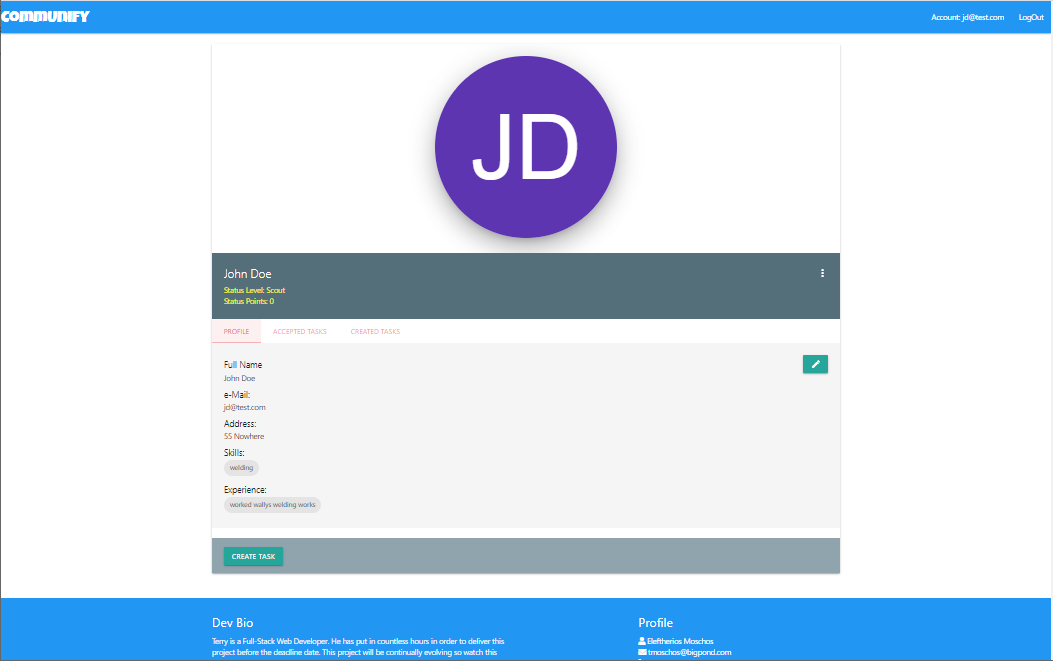 COMMUNIFY
Account: jd@test.com LogOut
JD
John Doe
Status Level: Scout
Status Points: 0
PROFILE ACCEPTED TASKS CREATED TASKS
Full Name
John Doe
e-Mail:
jd@test.com
Address:
55 Nowhere
Skills:
welding
Experience:
worked wallys welding works
CREATE TASK
Dev Bio
Terry is a Full-Stack Web Developer. He has put in countless hours in order to deliver this
project before the deadline date. This project will be continually evolving so watch this
Profile
Eleftherios Moschos
tmoschos@bigpond.com